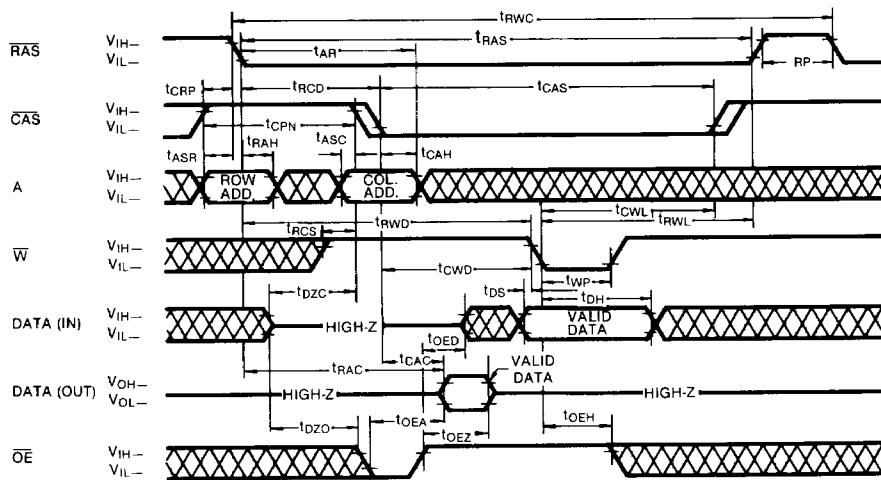 tRWC
RAS VIH— tAR tRAS
VIL— RP
tCRP tRCD tCAS
CAS VIH—
VIL— tCPN
tASR tRAH tASC tCAH
A VIH— ROW ADD. COL. ADD.
VIL—
tCWL
tRWD tRWL
tRCS
W VIH—
VIL— tCWD tWP
tDZC tDS tDH
DATA (IN) VIH— HIGH-Z VALID DATA
VIL—
tOED
tCAC VALID DATA
tRAC
DATA (OUT) VOH— HIGH-Z HIGH-Z
VOL—
tDZO tOEA tOEZ tOEH
OE VIH—
VIL—